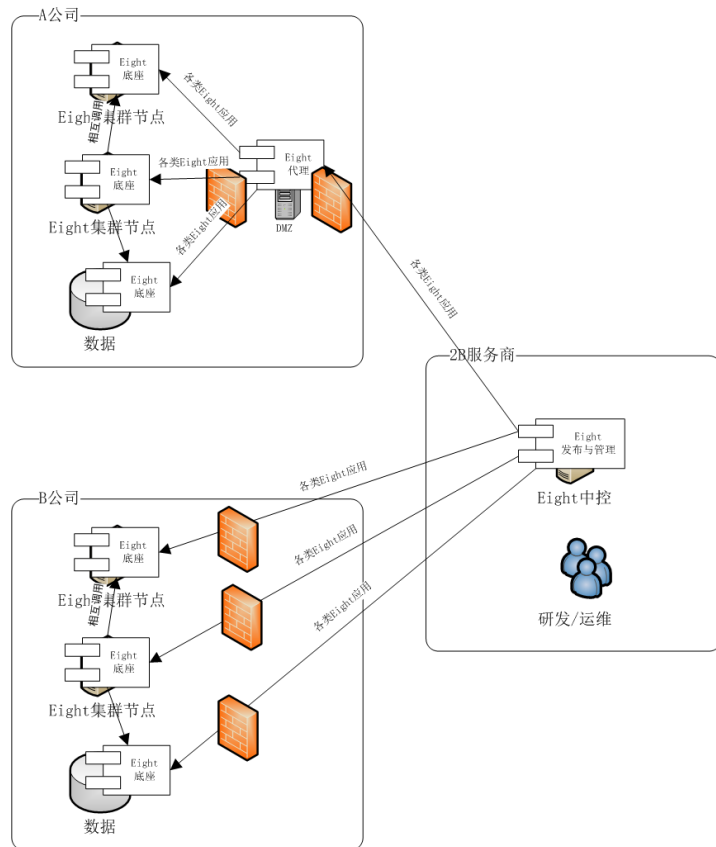 A公司
Eight
底座
Eight集群节点
相互调用
各类Eight应用
Eight
底座
各类Eight应用
Eight
代理
DMZ
Eight集群节点
各类Eight应用
Eight
底座
数据
各类Eight应用
2B服务商
Eight
发布与管理
Eight中控
研发/运维
B公司
各类Eight应用
Eight
底座
Eight集群节点
相互调用
各类Eight应用
Eight
底座
Eight集群节点
各类Eight应用
Eight
底座
数据